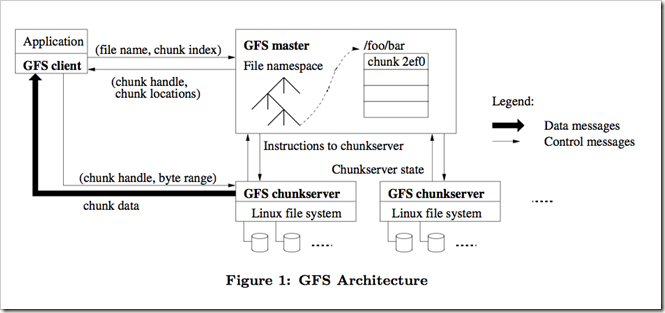 Application
GFS client
(file name, chunk index)
(chunk handle,
chunk locations)
GFS master
File namespace
/foo/bar
chunk 2ef0
Legend:
Data messages
Control messages
Instructions to chunkserver
Chunkserver state
(chunk handle, byte range)
chunk data
GFS chunkserver
Linux file system
GFS chunkserver
Linux file system
Figure 1: GFS Architecture